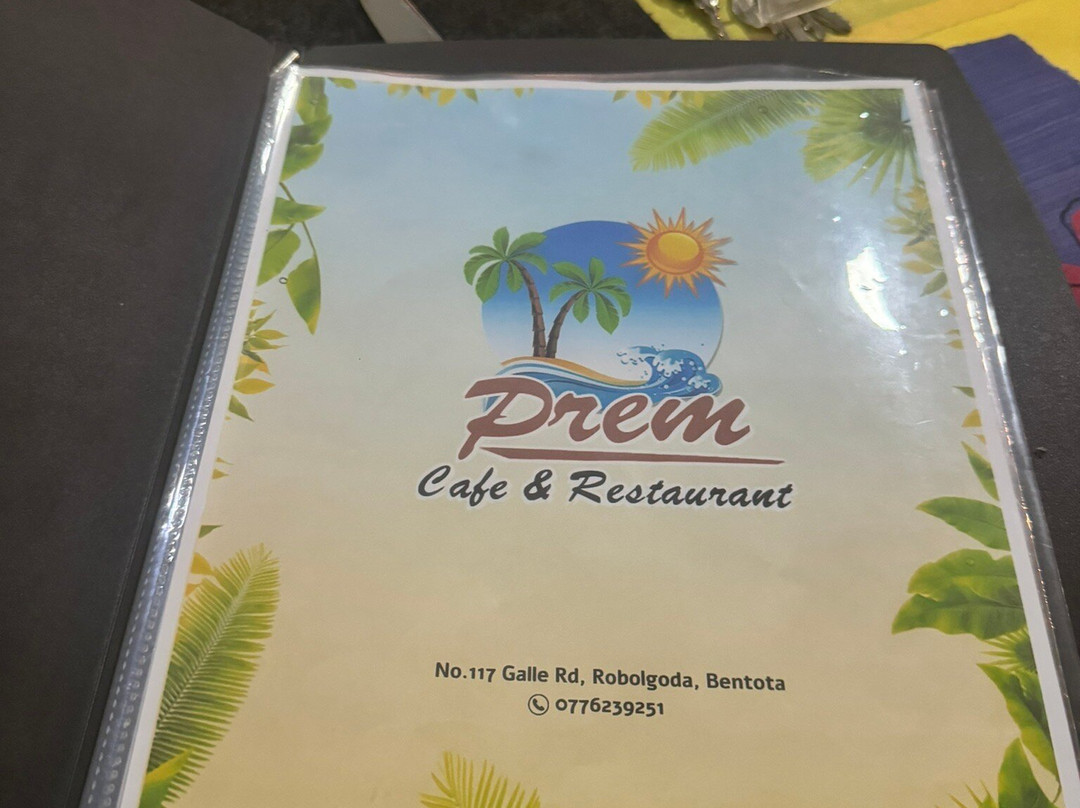 Prem
Cafe & Restaurant
No.117 Galle Rd, Robolgoda, Bentota
0776239251